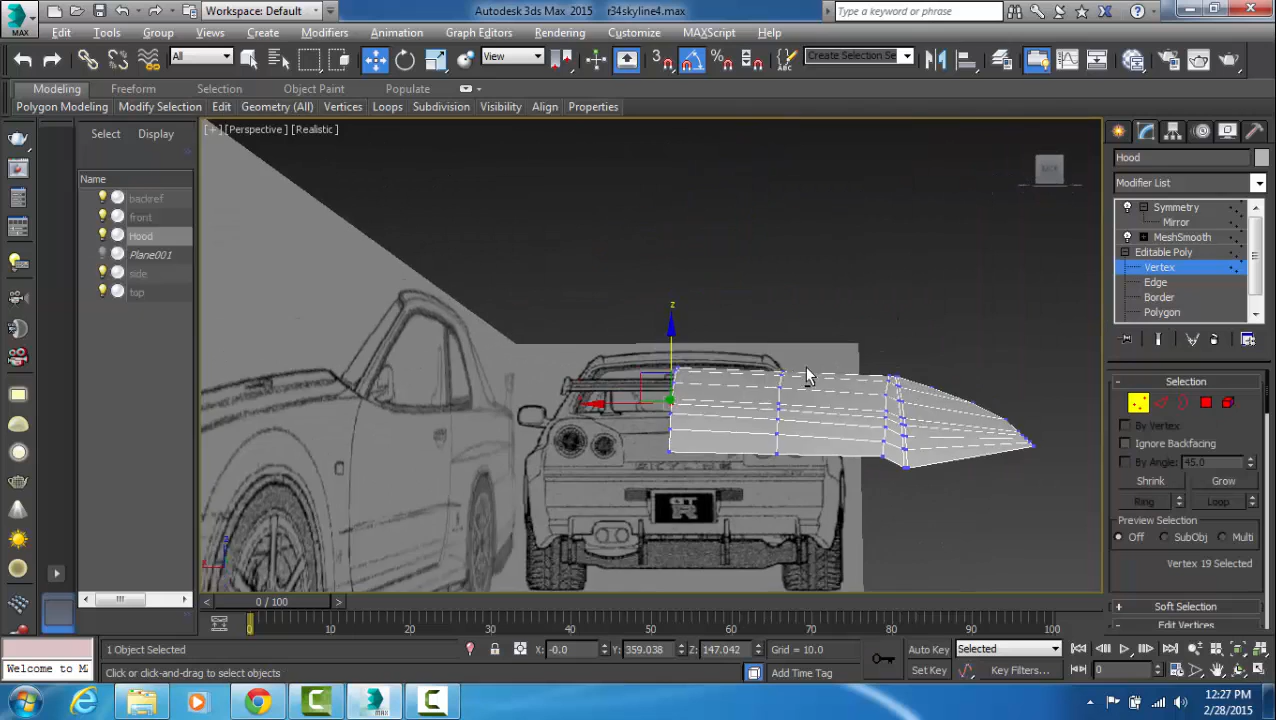 MAX
Workspace: Default
Autodesk 3ds Max 2015 r34skyline4.max
Type a keyword or phrase
Edit Tools Group Views Create Modifiers Animation Graph Editors Rendering Customize MAXScript Help
All
View
3
Create Selection Se
Modeling Freeform Selection Object Paint Populate
Polygon Modeling Modify Selection Edit Geometry (All) Vertices Loops Subdivision Visibility Align Properties
Select Display
Name
backref
front
Hood
Plane001
side
top
[+] [Perspective ] [Realistic ]
BACK
z
GT
R
Hood
Modifier List
Symmetry
Mirror
MeshSmooth
Editable Poly
Vertex
Edge
Border
Polygon
Selection
By Vertex
Ignore Backfacing
By Angle: 45.0
Shrink Grow
Ring Loop
Preview Selection
Off SubObj Multi
Vertex 19 Selected
Soft Selection
Edit Vertices
0 / 100
0 10 20 30 40 50 60 70 80 90 100
1 Object Selected
X: -0.0 Y: 359.038 Z: 147.042 Grid = 10.0
Auto Key Selected
Welcome to M
Click or click-and-drag to select objects
Add Time Tag
Set Key Key Filters... 0
12:27 PM
2/28/2015